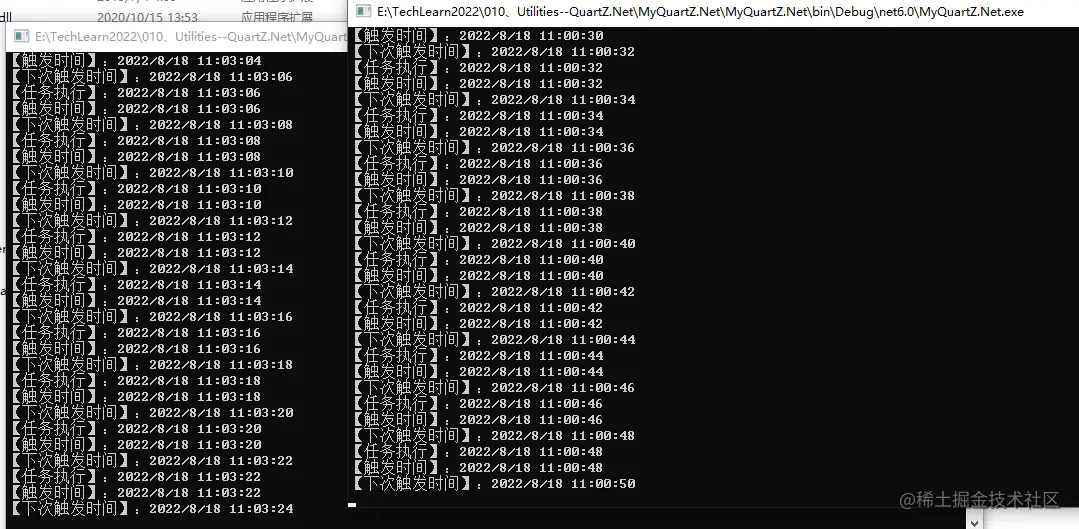 dll
2020/10/15 13:53
应用程序扩展
E:\TechLearn2022\010、Utilities--QuartZ.Net\MyQuart
【触发时间】：2022/8/18 11:03:04
【下次触发时间】：2022/8/18 11:03:06
【任务执行】：2022/8/18 11:03:06
【触发时间】：2022/8/18 11:03:06
【下次触发时间】：2022/8/18 11:03:08
【任务执行】：2022/8/18 11:03:08
【触发时间】：2022/8/18 11:03:08
【下次触发时间】：2022/8/18 11:03:10
【任务执行】：2022/8/18 11:03:10
【触发时间】：2022/8/18 11:03:10
【下次触发时间】：2022/8/18 11:03:12
【任务执行】：2022/8/18 11:03:12
【触发时间】：2022/8/18 11:03:12
【下次触发时间】：2022/8/18 11:03:14
【任务执行】：2022/8/18 11:03:14
【触发时间】：2022/8/18 11:03:14
【下次触发时间】：2022/8/18 11:03:16
【任务执行】：2022/8/18 11:03:16
【触发时间】：2022/8/18 11:03:16
【下次触发时间】：2022/8/18 11:03:18
【任务执行】：2022/8/18 11:03:18
【触发时间】：2022/8/18 11:03:18
【下次触发时间】：2022/8/18 11:03:20
【任务执行】：2022/8/18 11:03:20
【触发时间】：2022/8/18 11:03:20
【下次触发时间】：2022/8/18 11:03:22
【任务执行】：2022/8/18 11:03:22
【触发时间】：2022/8/18 11:03:22
【下次触发时间】：2022/8/18 11:03:24
E:\TechLearn2022\010、Utilities--QuartZ.Net\MyQuartZ.Net\MyQuartZ.Net\bin\Debug\net6.0\MyQuartZ.Net.exe
【触发时间】：2022/8/18 11:00:30
【下次触发时间】：2022/8/18 11:00:32
【任务执行】：2022/8/18 11:00:32
【触发时间】：2022/8/18 11:00:32
【下次触发时间】：2022/8/18 11:00:34
【任务执行】：2022/8/18 11:00:34
【触发时间】：2022/8/18 11:00:34
【下次触发时间】：2022/8/18 11:00:36
【任务执行】：2022/8/18 11:00:36
【触发时间】：2022/8/18 11:00:36
【下次触发时间】：2022/8/18 11:00:38
【任务执行】：2022/8/18 11:00:38
【触发时间】：2022/8/18 11:00:38
【下次触发时间】：2022/8/18 11:00:40
【任务执行】：2022/8/18 11:00:40
【触发时间】：2022/8/18 11:00:40
【下次触发时间】：2022/8/18 11:00:42
【任务执行】：2022/8/18 11:00:42
【触发时间】：2022/8/18 11:00:42
【下次触发时间】：2022/8/18 11:00:44
【任务执行】：2022/8/18 11:00:44
【触发时间】：2022/8/18 11:00:44
【下次触发时间】：2022/8/18 11:00:46
【任务执行】：2022/8/18 11:00:46
【触发时间】：2022/8/18 11:00:46
【下次触发时间】：2022/8/18 11:00:48
【任务执行】：2022/8/18 11:00:48
【触发时间】：2022/8/18 11:00:48
【下次触发时间】：2022/8/18 11:00:50
@稀土掘金技术社区